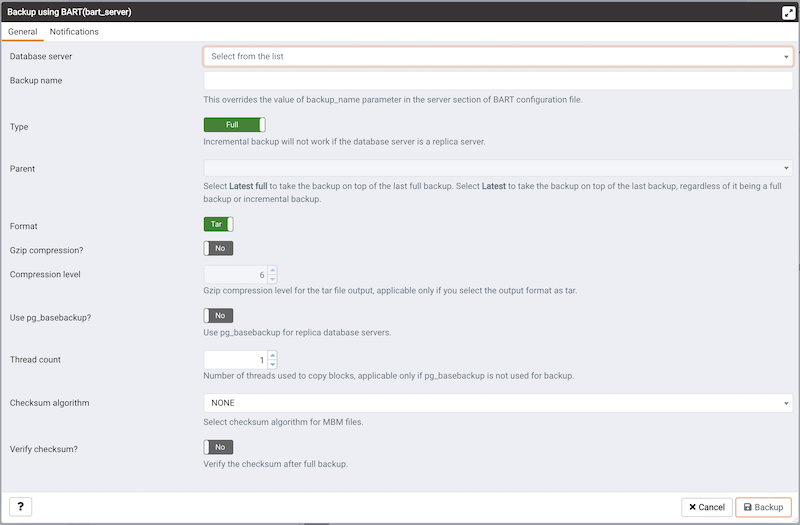 Backup using BART(bart_server)
General Notifications
Database server Select from the list
Backup name
This overrides the value of backup_name parameter in the server section of BART configuration file.
Type Full
Incremental backup will not work if the database server is a replica server.
Parent
Select Latest full to take the backup on top of the last full backup. Select Latest to take the backup on top of the last backup, regardless of it being a full
backup or incremental backup.
Format Tar
Gzip compression? No
Compression level 6
Gzip compression level for the tar file output, applicable only if you select the output format as tar.
Use pg_basebackup? No
Use pg_basebackup for replica database servers.
Thread count 1
Number of threads used to copy blocks, applicable only if pg_basebackup is not used for backup.
Checksum algorithm NONE
Select checksum algorithm for MBM files.
Verify checksum? No
Verify the checksum after full backup.
? Cancel Backup